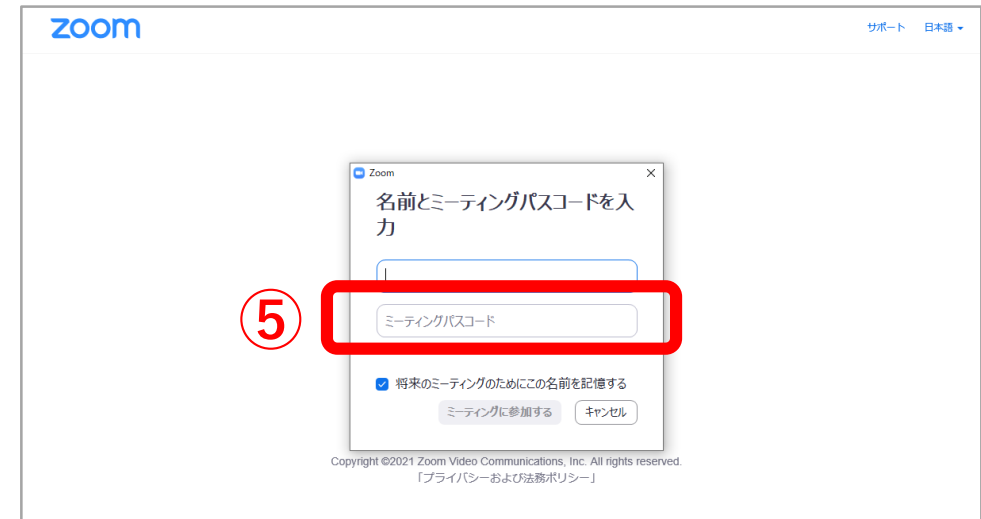 zoom
サポート 日本語
Zoom
名前とミーティングパスコードを入
力
⑤
ミーティングパスコード
将来のミーティングのためにこの名前を記憶する
ミーティングに参加する キャンセル
Copyright ©2021 Zoom Video Communications, Inc. All rights reserved.
「プライバシーおよび法務ポリシー」